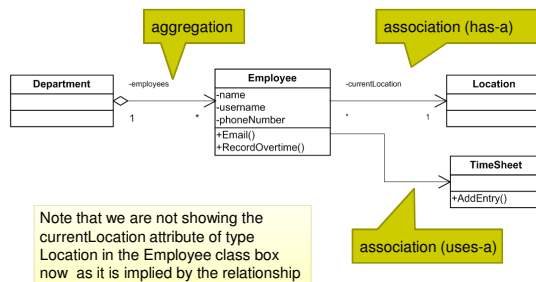 aggregation
association (has-a)
Department
-employees
1
*
Employee
-name
-username
-phoneNumber
+Email()
+RecordOvertime()
-currentLocation
*
1
Location
TimeSheet
+AddEntry()
association (uses-a)
Note that we are not showing the
currentLocation attribute of type
Location in the Employee class box
now as it is implied by the relationship